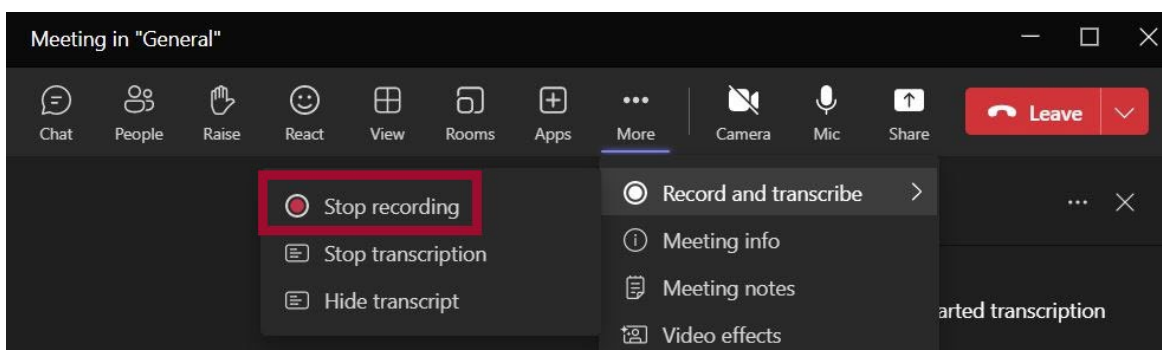 Meeting in "General"
Chat People Raise React View Rooms Apps More Camera Mic Share Leave
Stop recording
Stop transcription
Hide transcript
Record and transcribe
Meeting info
Meeting notes
Video effects
arted transcription